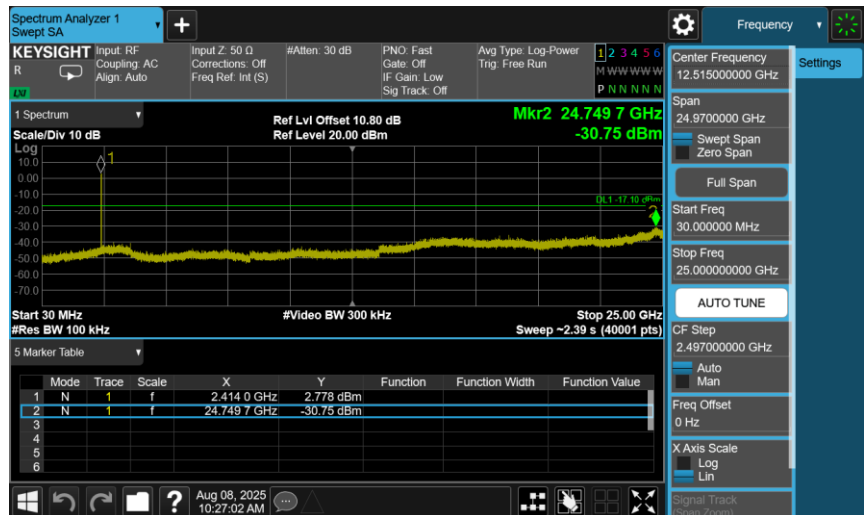 Spectrum Analyzer 1
Swept SA
Frequency
KEYSIGHT
R
LXI
Input: RF
Coupling: AC
Align: Auto
Input Z: 50 Ω
Corrections: Off
Freq Ref: Int (S)
#Atten: 30 dB
PNO: Fast
Gate: Off
IF Gain: Low
Sig Track: Off
Avg Type: Log-Power
Trig: Free Run
1 2 3 4 5 6
M W W W W W
P N N N N N
1 Spectrum
Scale/Div 10 dB
Ref Lvl Offset 10.80 dB
Ref Level 20.00 dBm
Mkr2 24.749 7 GHz
-30.75 dBm
Log
10.0
0.00
-10.0
-20.0
-30.0
-40.0
-50.0
-60.0
-70.0
1
DL1 -17.10 dBm
2
Start 30 MHz
#Video BW 300 kHz
Stop 25.00 GHz
#Res BW 100 kHz
Sweep ~2.39 s (40001 pts)
5 Marker Table
Mode Trace Scale X Y Function Function Width Function Value
1 N 1 f 2.414 0 GHz 2.778 dBm
2 N 1 f 24.749 7 GHz -30.75 dBm
3
4
5
6
Aug 08, 2025
10:27:02 AM
Center Frequency
12.515000000 GHz
Span
24.9700000 GHz
Swept Span
Zero Span
Full Span
Start Freq
30.000000 MHz
Stop Freq
25.000000000 GHz
AUTO TUNE
CF Step
2.497000000 GHz
Auto
Man
Freq Offset
0 Hz
X Axis Scale
Log
Lin
Signal Track
(Span Zoom)
Settings